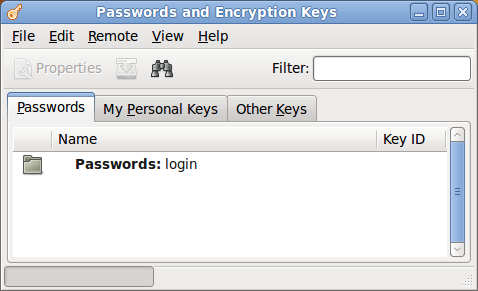 Passwords and Encryption Keys
File Edit Remote View Help
Properties Filter:
Passwords My Personal Keys Other Keys
Name Key ID
Passwords: login